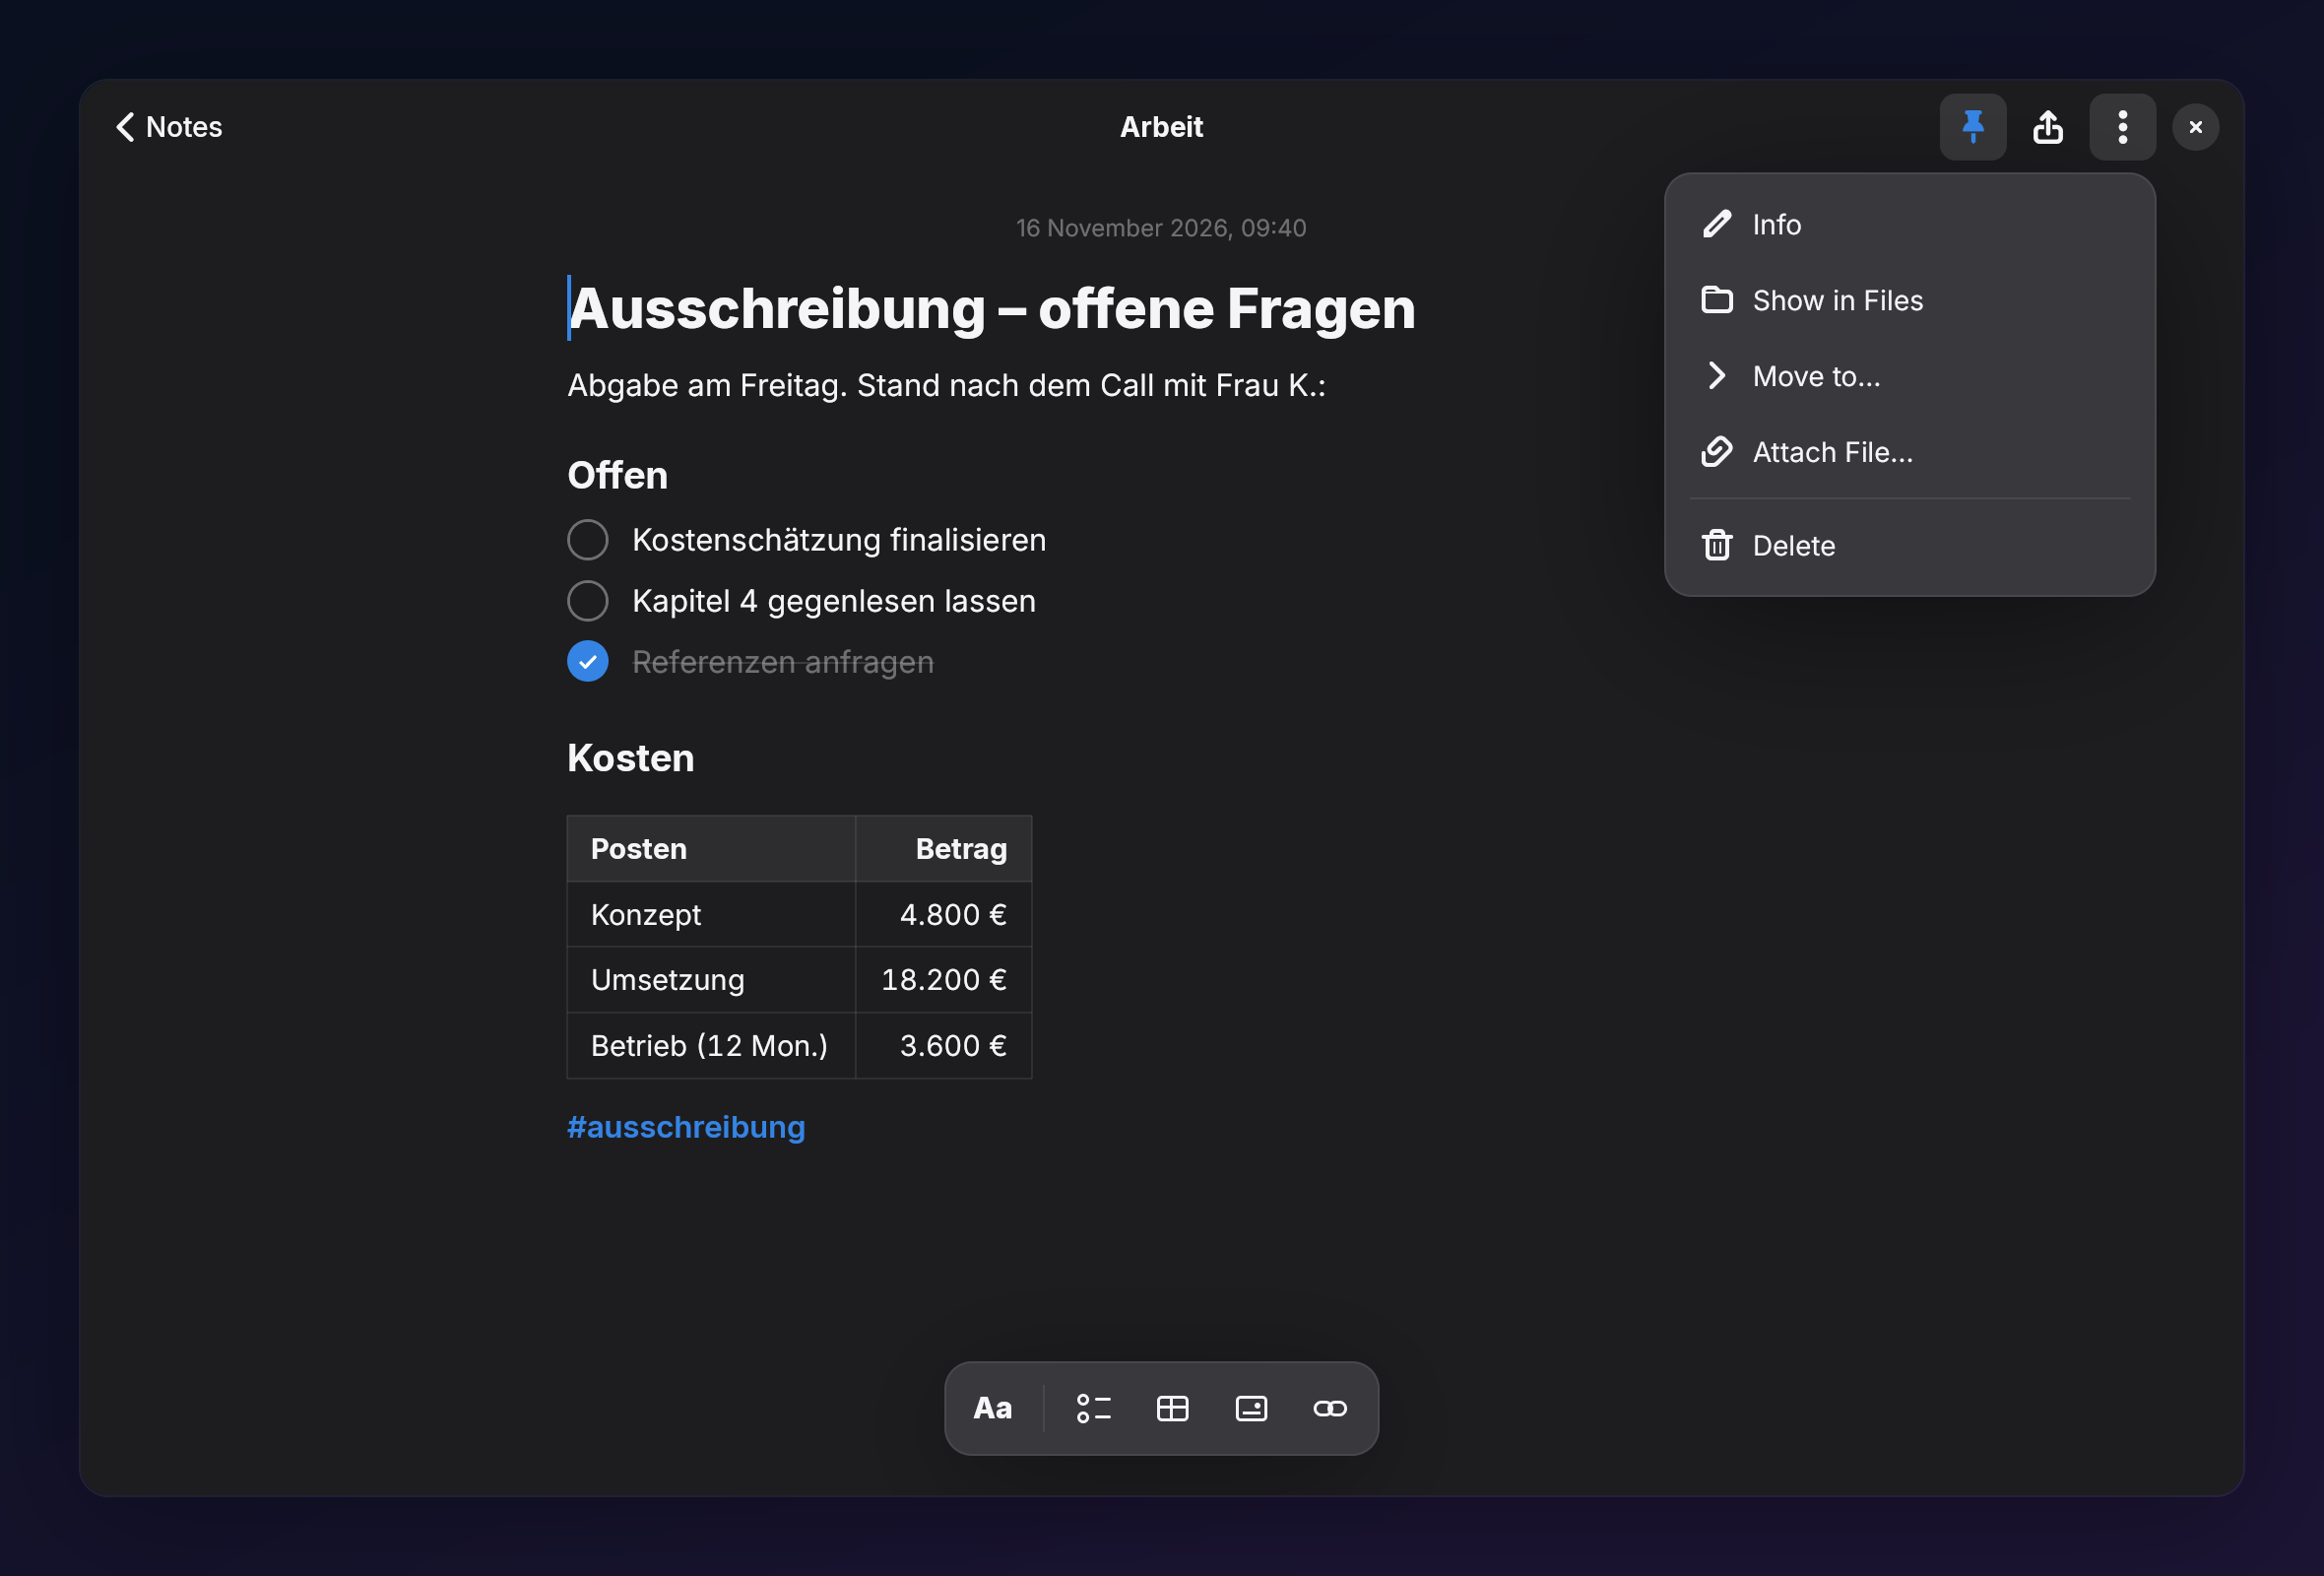 Notes
Arbeit
16 November 2026, 09:40
Ausschreibung – offene Fragen
Abgabe am Freitag. Stand nach dem Call mit Frau K.:
Offen
Kostenschätzung finalisieren
Kapitel 4 gegenlesen lassen
Referenzen anfragen
Kosten
Posten Betrag
Konzept 4.800 €
Umsetzung 18.200 €
Betrieb (12 Mon.) 3.600 €
#ausschreibung
Info
Show in Files
Move to...
Attach File...
Delete
Aa